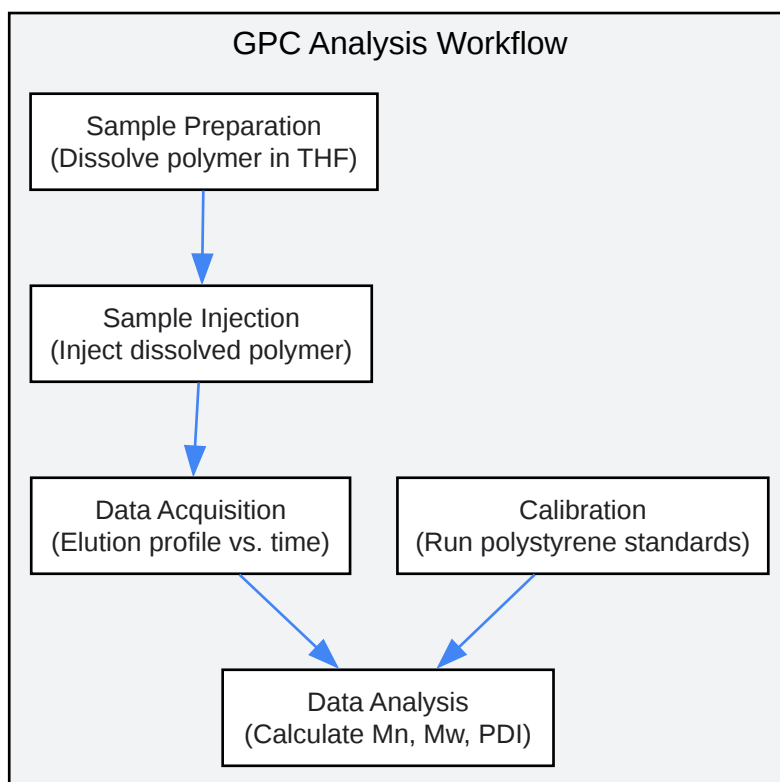 GPC Analysis Workflow
Sample Preparation
(Dissolve polymer in THF)
Sample Injection
(Inject dissolved polymer)
Data Acquisition
(Elution profile vs. time)
Calibration
(Run polystyrene standards)
Data Analysis
(Calculate Mn, Mw, PDI)